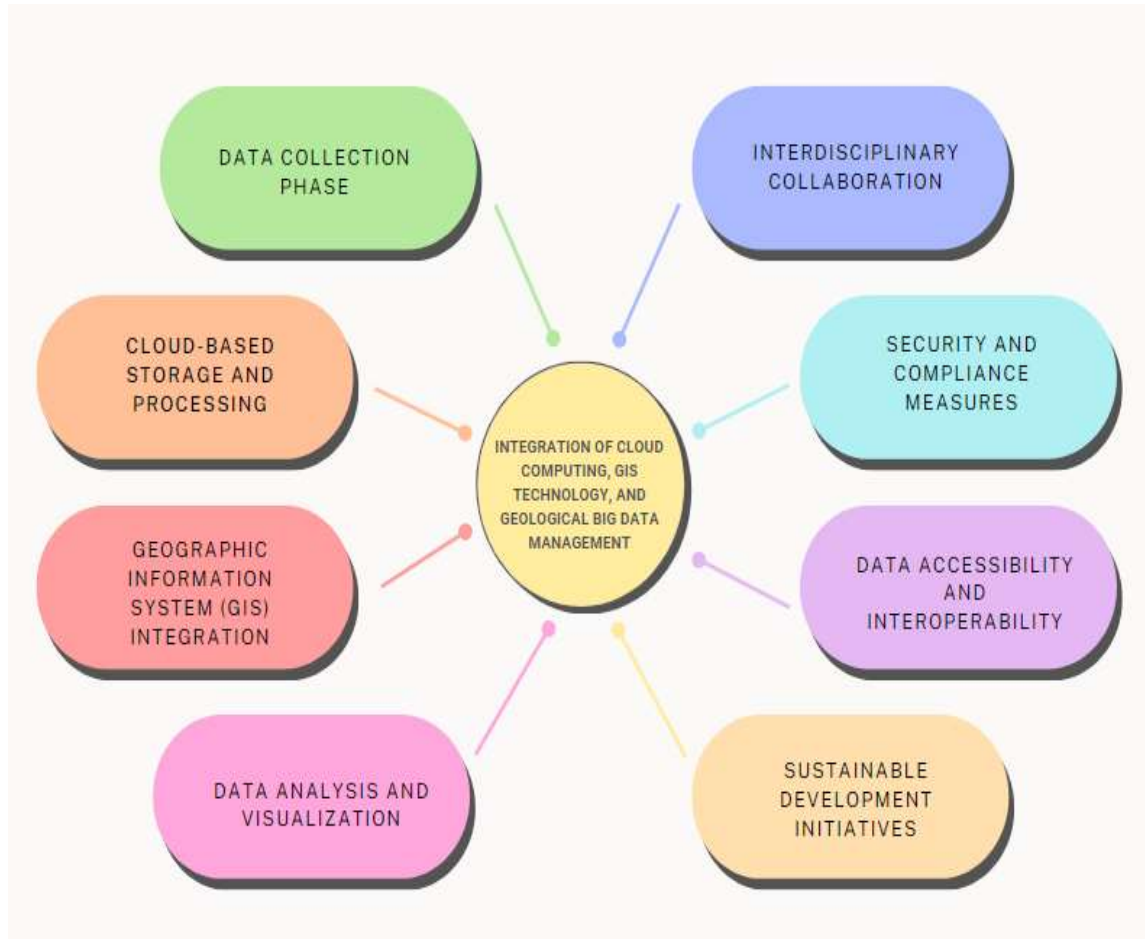 DATA COLLECTION
PHASE
INTERDISCIPLINARY
COLLABORATION
CLOUD-BASED
STORAGE AND
PROCESSING
SECURITY AND
COMPLIANCE
MEASURES
INTEGRATION OF CLOUD
COMPUTING, GIS
TECHNOLOGY, AND
GEOLOGICAL BIG DATA
MANAGEMENT
GEOGRAPHIC
INFORMATION
SYSTEM (GIS)
INTEGRATION
DATA ACCESSIBILITY
AND
INTEROPERABILITY
DATA ANALYSIS AND
VISUALIZATION
SUSTAINABLE
DEVELOPMENT
INITIATIVES